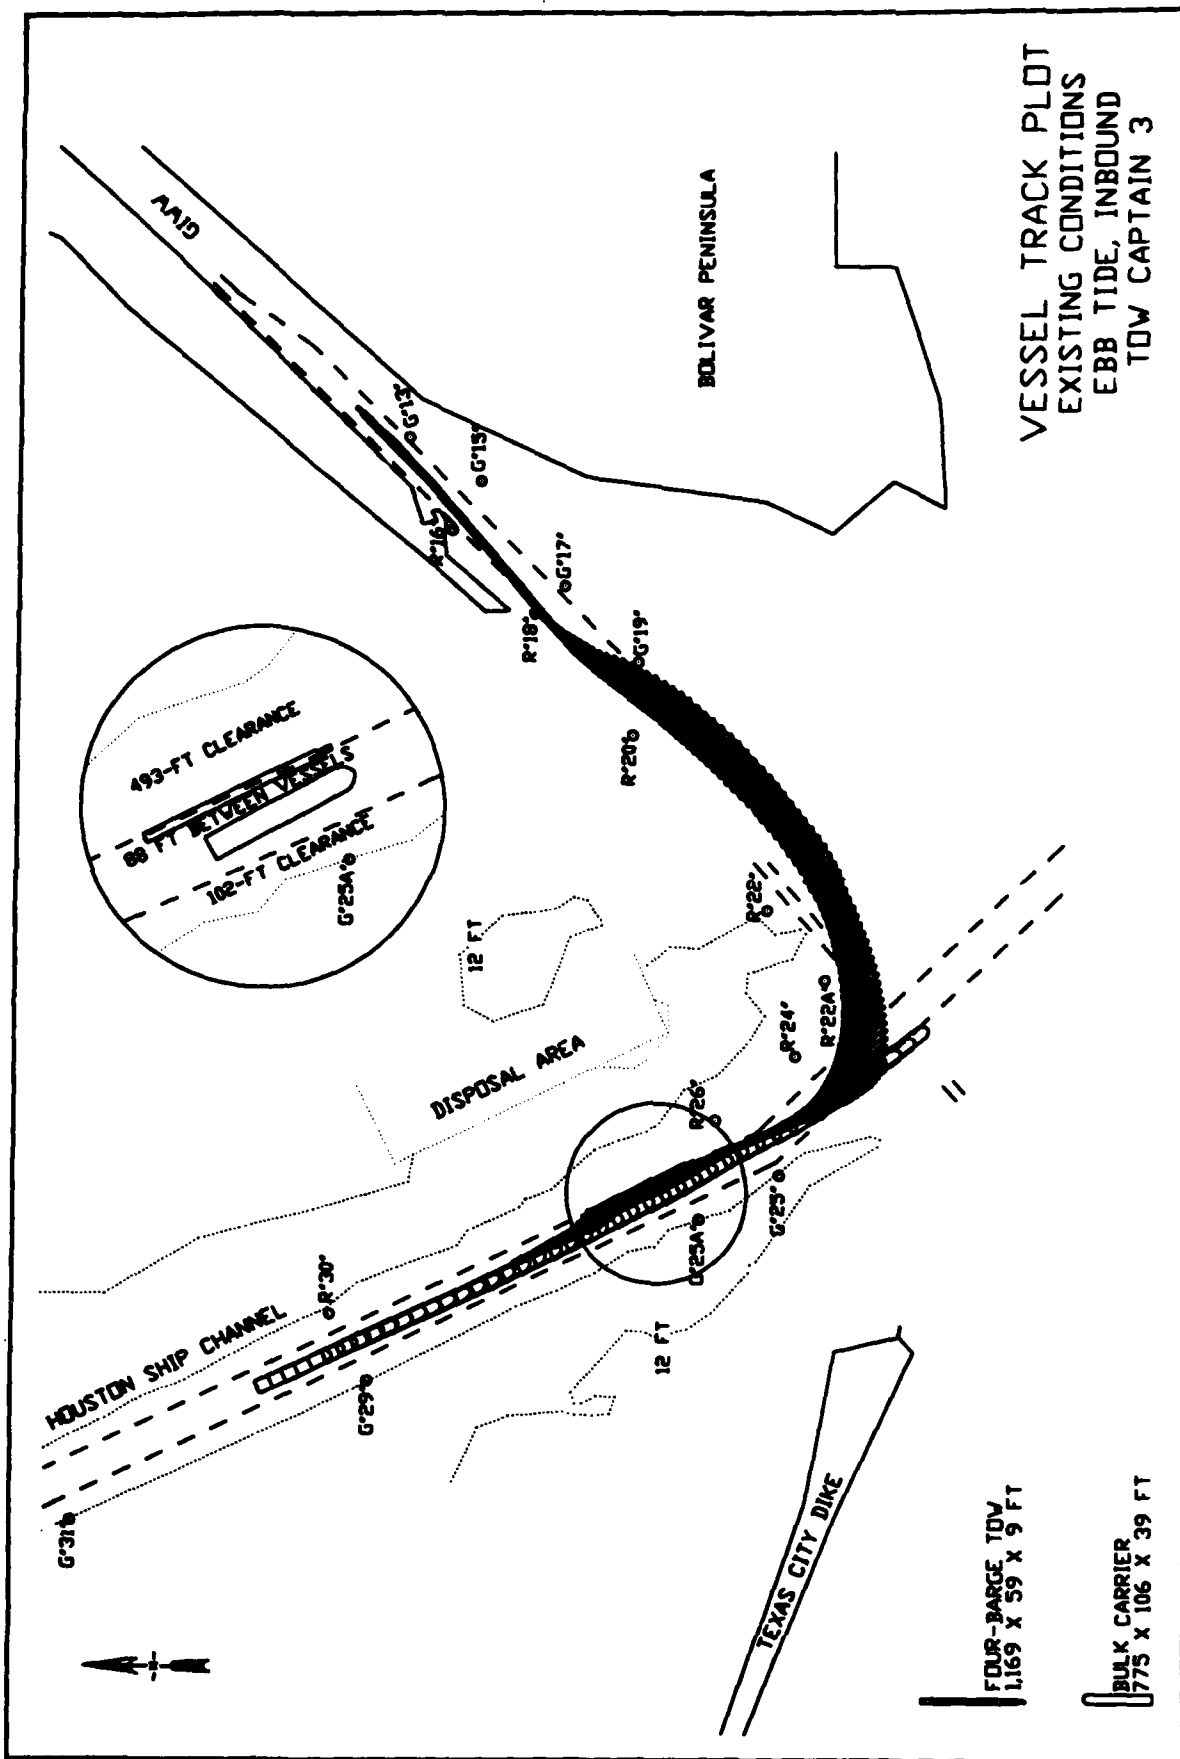 VESSEL TRACK PLOT
EXISTING CONDITIONS
EBB TIDE, INBOUND
TOW CAPTAIN 3
GIWW
BOLIVAR PENINSULA
G"13"
G"15"
R"16"
G"17"
R"18"
G"19"
R"20"
R"22"
R"22A"
R"24"
R"26"
G"25"
G"25A"
493-FT CLEARANCE
88 FT BETWEEN VESSELS
102-FT CLEARANCE
G"25A"
12 FT
DISPOSAL AREA
HOUSTON SHIP CHANNEL
R"30"
G"29"
G"31"
12 FT
TEXAS CITY DIKE
FOUR-BARGE TOW
1,169 X 59 X 9 FT
BULK CARRIER
775 X 106 X 39 FT